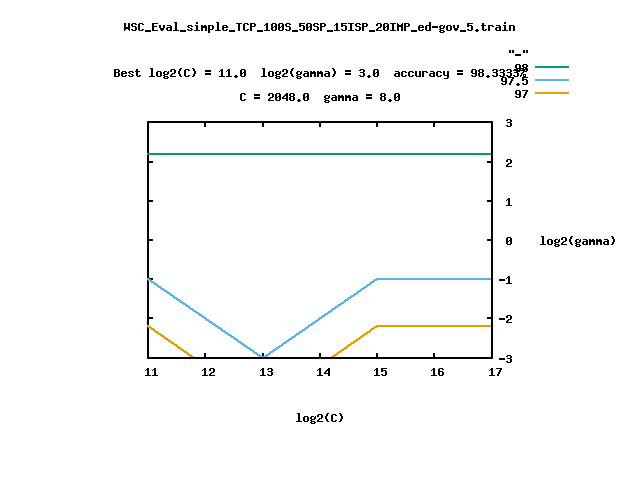 WSC_Eval_simple_TCP_100S_50SP_15ISP_20IMP_ed-gov_5.train
"-"
Best log2(C) = 11.0  log2(gamma) = 3.0  accuracy = 98.3333%
98
97.5
C = 2048.0  gamma = 8.0
97
3
2
1
0
log2(gamma)
-1
-2
-3
11 12 13 14 15 16 17
log2(C)